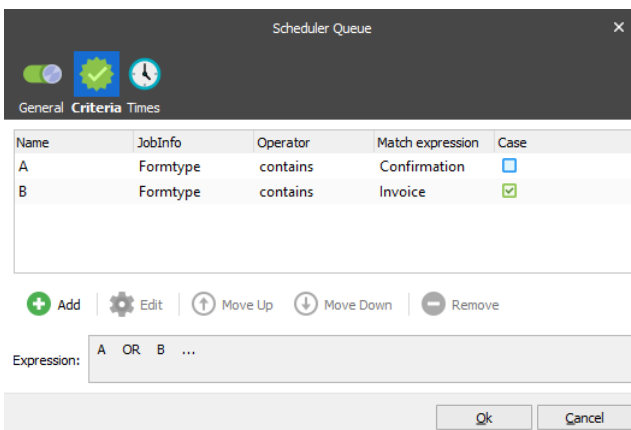 Scheduler Queue
General Criteria Times
Name JobInfo Operator Match expression Case
A Formtype contains Confirmation
B Formtype contains Invoice
Add Edit Move Up Move Down Remove
Expression: A OR B ...
Ok Cancel